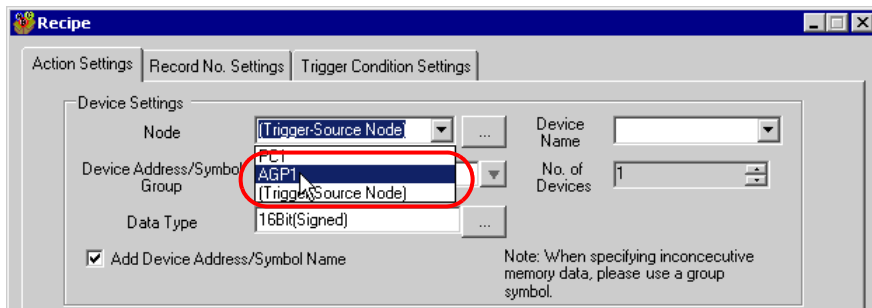 Recipe
Action Settings Record No. Settings Trigger Condition Settings
Device Settings
Node (Trigger-Source Node) ... Device Name
PC1
Device Address/Symbol Group AGP1 No. of Devices 1
(Trigger-Source Node)
Data Type 16Bit(Signed) ...
Add Device Address/Symbol Name
Note: When specifying inconcecutive
memory data, please use a group
symbol.